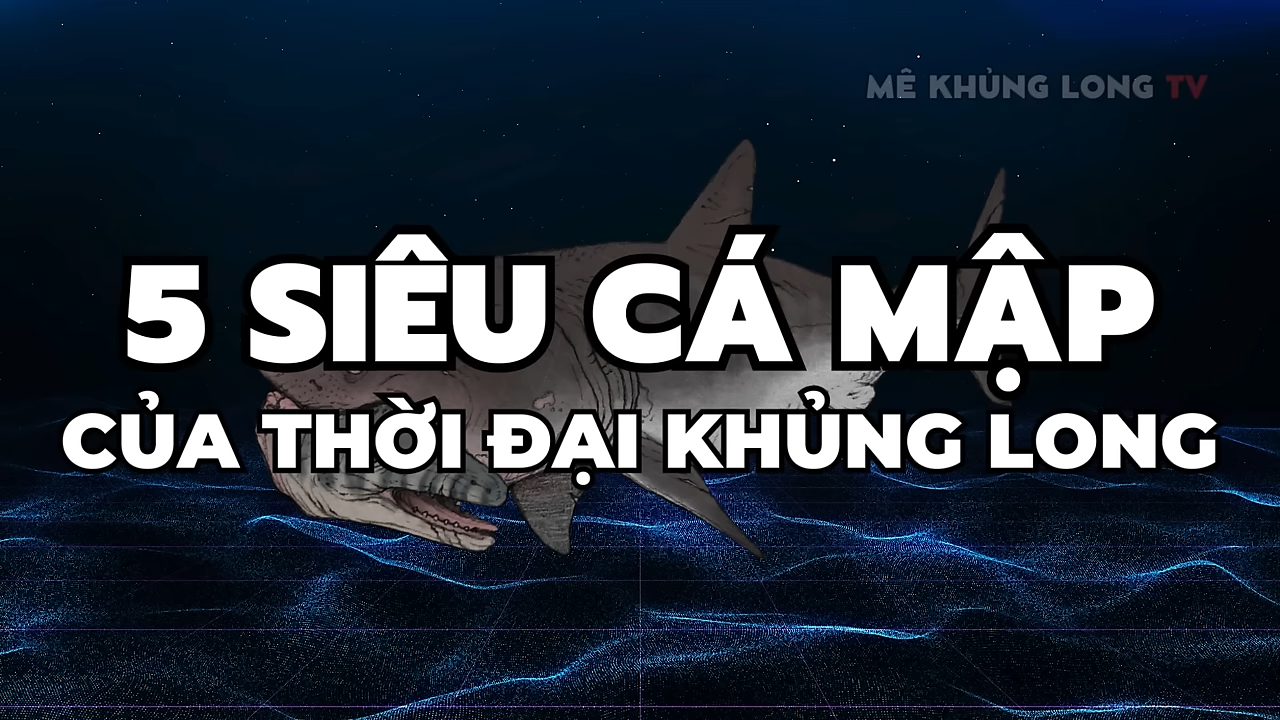 MÊ KHỦNG LONG TV
5 SIÊU CÁ MẬP
CỦA THỜI ĐẠI KHỦNG LONG